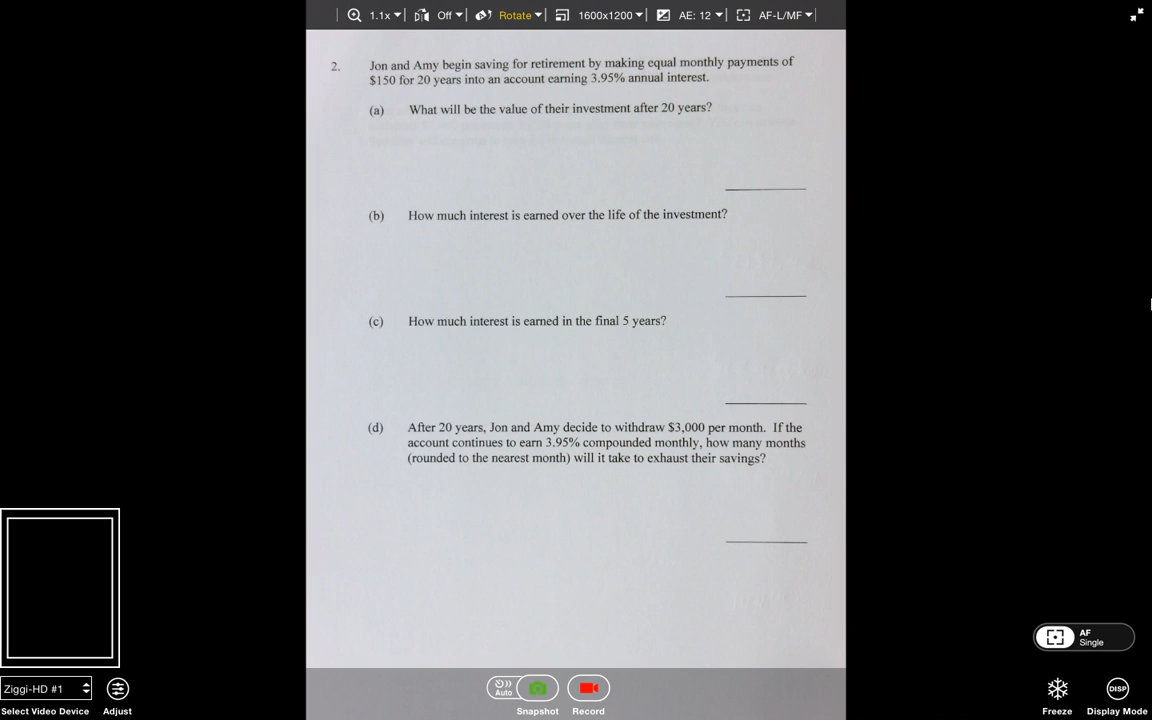 1.1x
Off
Rotate
1600x1200
AE: 12
AF-L/MF
2. Jon and Amy begin saving for retirement by making equal monthly payments of
$150 for 20 years into an account earning 3.95% annual interest.
(a) What will be the value of their investment after 20 years?
(b) How much interest is earned over the life of the investment?
(c) How much interest is earned in the final 5 years?
(d) After 20 years, Jon and Amy decide to withdraw $3,000 per month. If the
account continues to earn 3.95% compounded monthly, how many months
(rounded to the nearest month) will it take to exhaust their savings?
AF
Single
Ziggi-HD #1
Select Video Device
Adjust
Auto
Snapshot
Record
Freeze
DISP
Display Mode